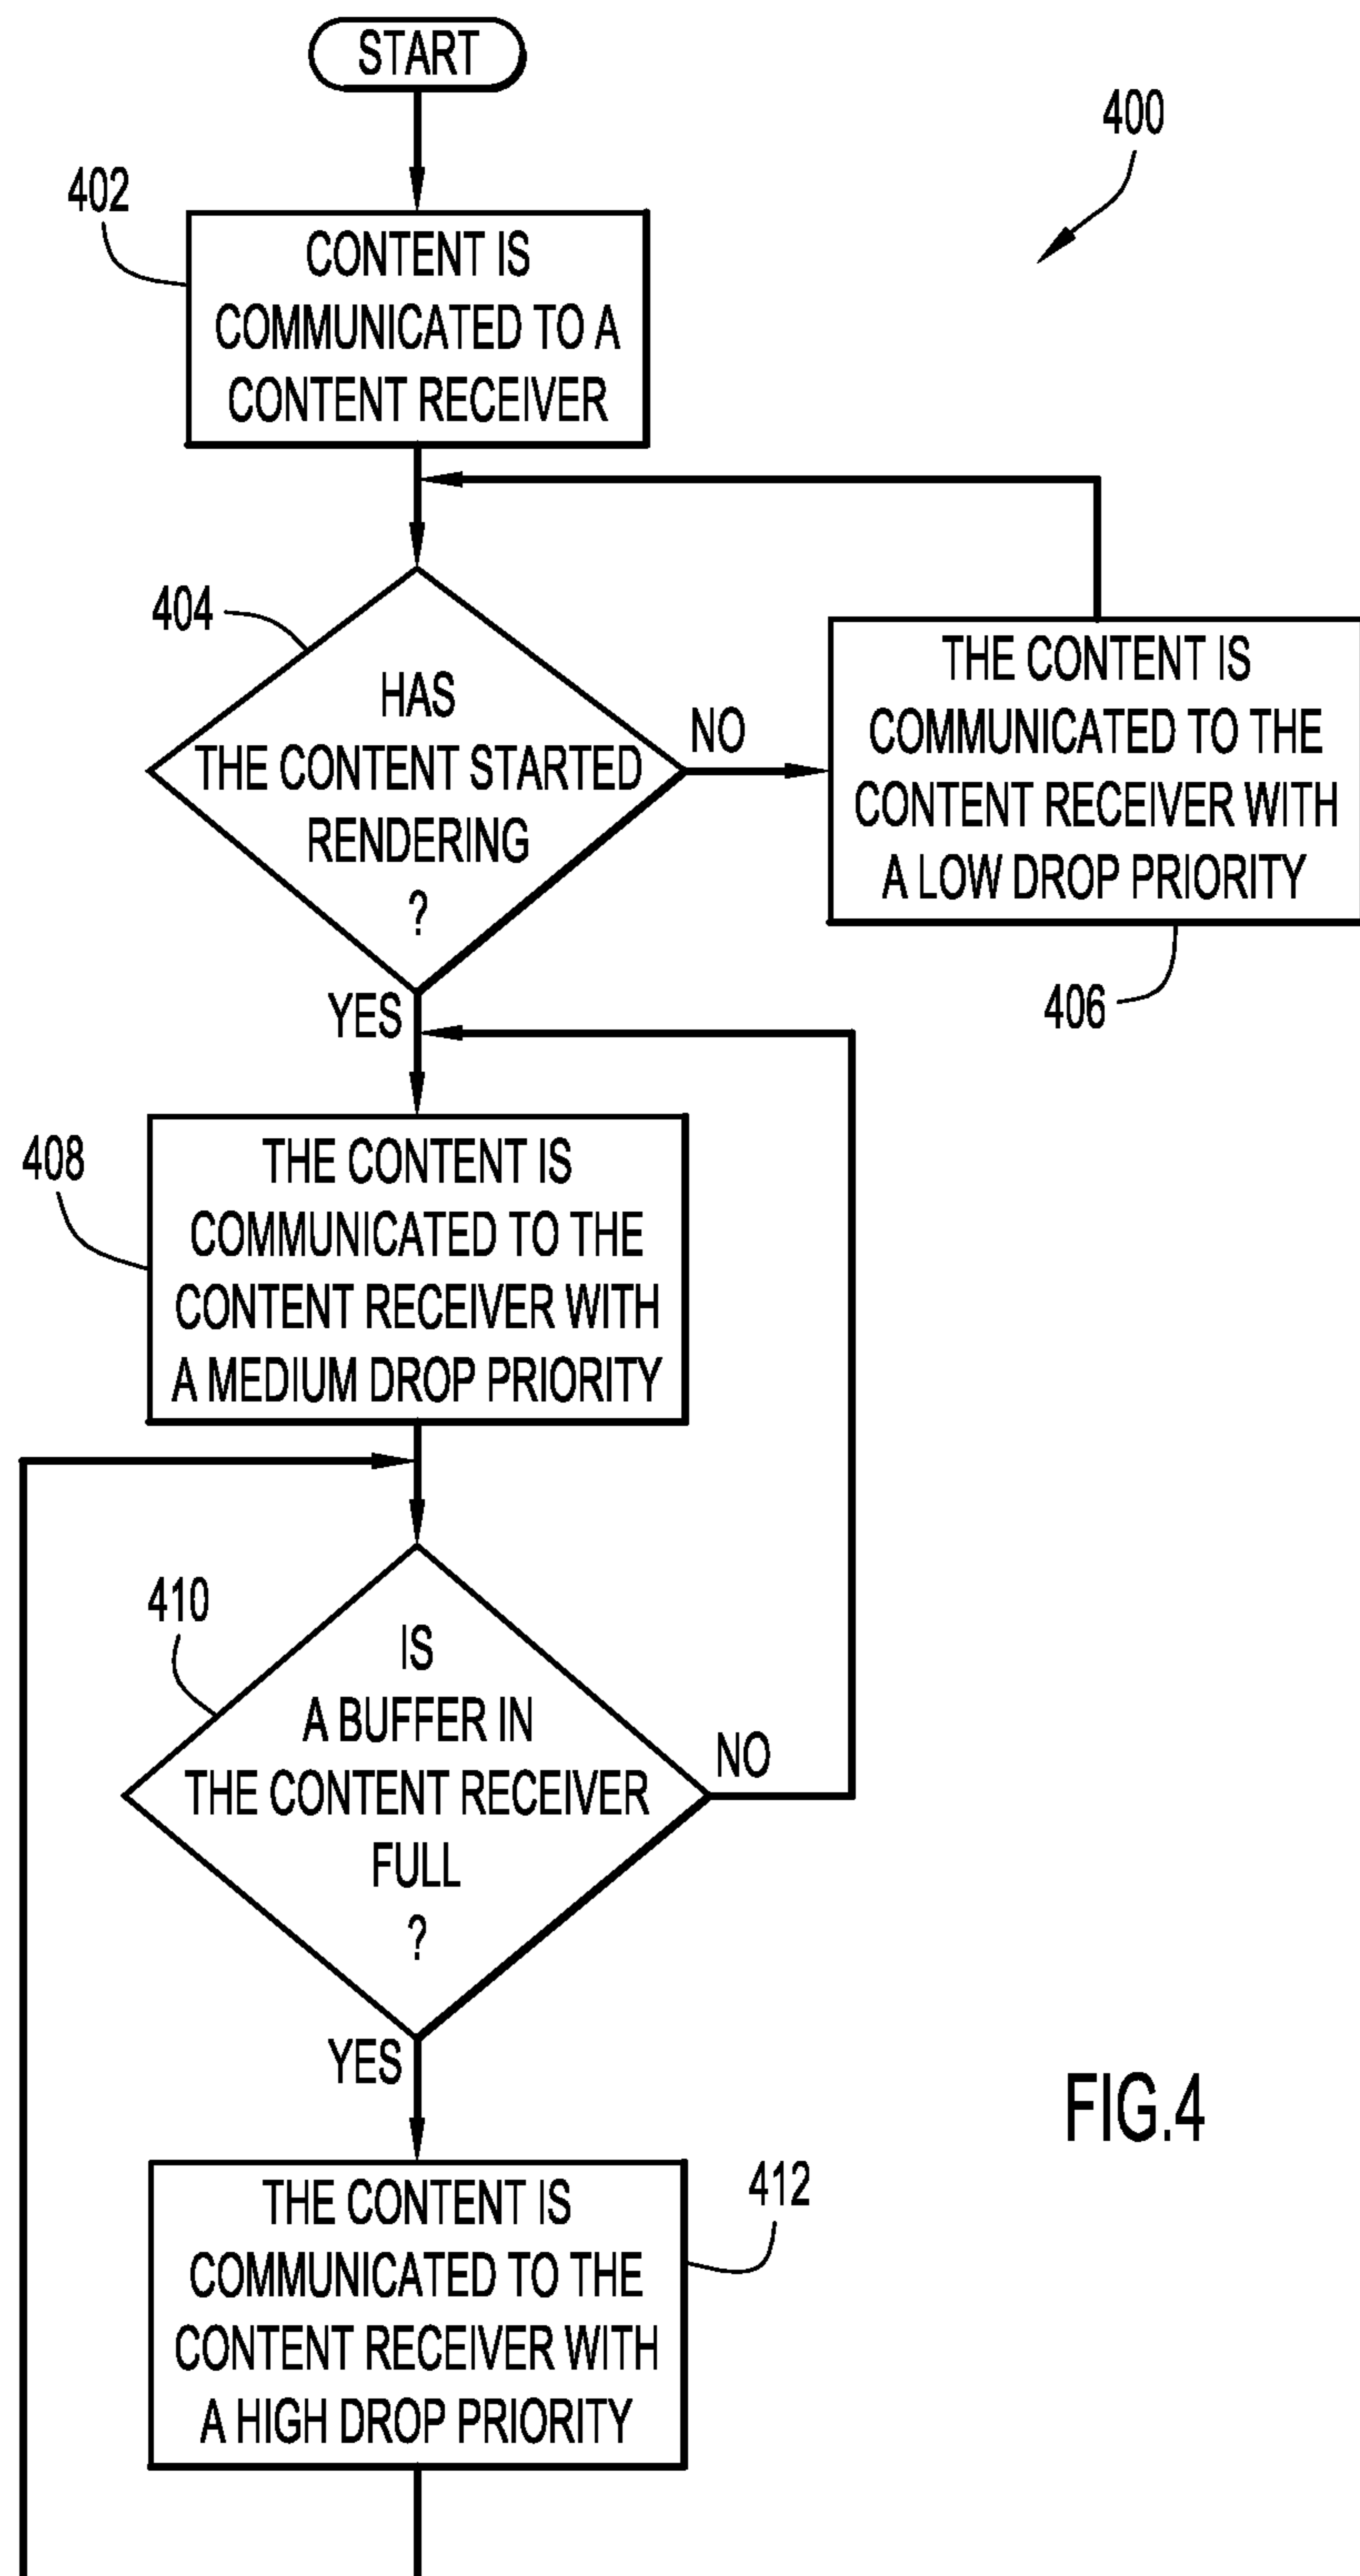 START
400
402
CONTENT IS
COMMUNICATED TO A
CONTENT RECEIVER
404
HAS
THE CONTENT STARTED
RENDERING
?
NO
THE CONTENT IS
COMMUNICATED TO THE
CONTENT RECEIVER WITH
A LOW DROP PRIORITY
406
YES
408
THE CONTENT IS
COMMUNICATED TO THE
CONTENT RECEIVER WITH
A MEDIUM DROP PRIORITY
410
IS
A BUFFER IN
THE CONTENT RECEIVER
FULL
?
NO
YES
412
THE CONTENT IS
COMMUNICATED TO THE
CONTENT RECEIVER WITH
A HIGH DROP PRIORITY
FIG.4